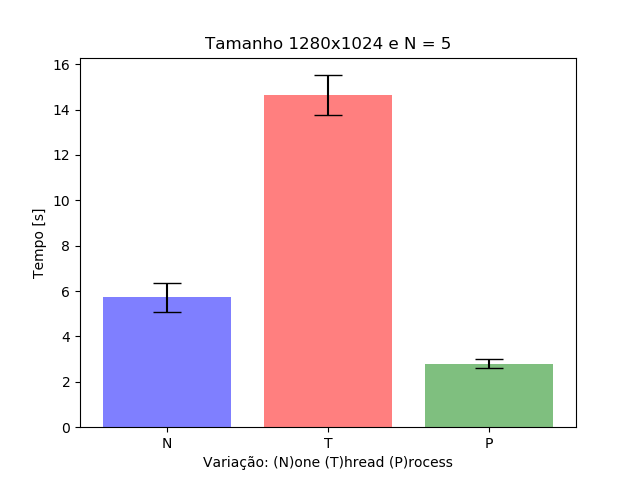 Tamanho 1280x1024 e N = 5
16
14
12
10
8
6
4
2
0
Tempo [s]
N T P
Variação: (N)one (T)hread (P)rocess